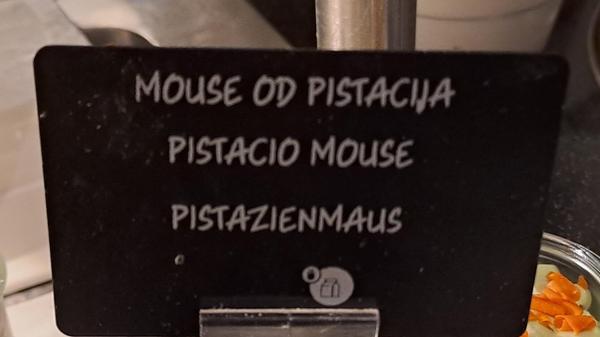 MOUSE OD PISTACIJA
PISTACIO MOUSE
PISTAZIENMAUS